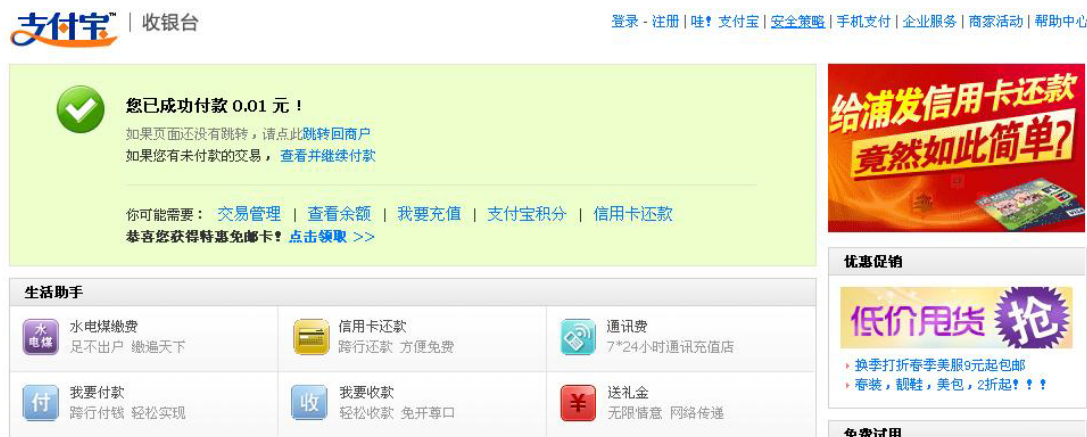 支付宝™ 收银台
登录 - 注册 | 哇! 支付宝 | 安全策略 | 手机支付 | 企业服务 | 商家活动 | 帮助中心
您已成功付款 0.01 元！
如果页面还没有跳转，请点此跳转回商户
如果您有未付款的交易， 查看并继续付款
你可能需要： 交易管理 | 查看余额 | 我要充值 | 支付宝积分 | 信用卡还款
恭喜您获得特惠免邮卡! 点击领取 >>
给浦发信用卡还款
竟然如此简单?
生活助手
水电煤
水电煤缴费
足不出户 缴遍天下
信用卡还款
跨行还款 方便免费
通讯费
7*24小时通讯充值店
付
我要付款
跨行付钱 轻松实现
收
我要收款
轻松收款 免开尊口
¥
送礼金
无限情意 网络传递
优惠促销
低价甩货 抢
换季打折春季美服9元起包邮
春装，靓鞋，美包，2折起! ! !
免费试用